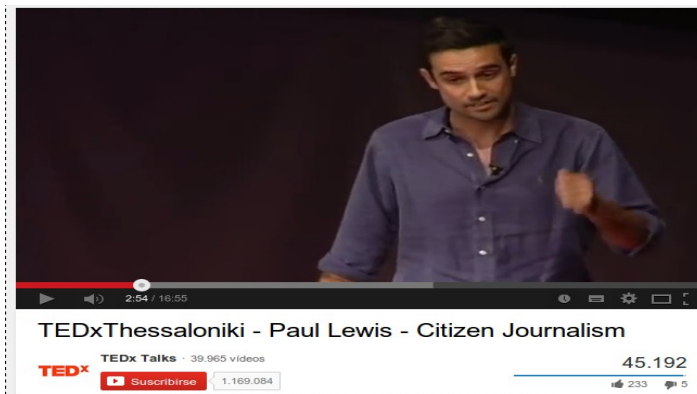 2:54 / 16:55
TEDxThessaloniki - Paul Lewis - Citizen Journalism
TEDx
TEDx Talks · 39.965 vídeos
Suscribirse 1.169.084
45.192
233 5